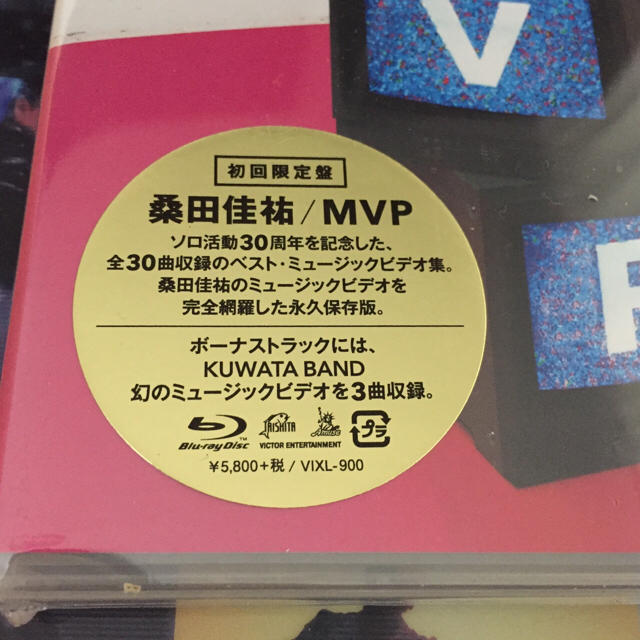 V
P
初回限定盤
桑田佳祐/MVP
ソロ活動30周年を記念した、
全30曲収録のベスト・ミュージックビデオ集。
桑田佳祐のミュージックビデオを
完全網羅した永久保存版。
ボーナストラックには、
KUWATA BAND
幻のミュージックビデオを3曲収録。
Blu-ray Disc™ TAISHITA Amuse プラ
VICTOR ENTERTAINMENT
¥5,800+税/VIXL-900